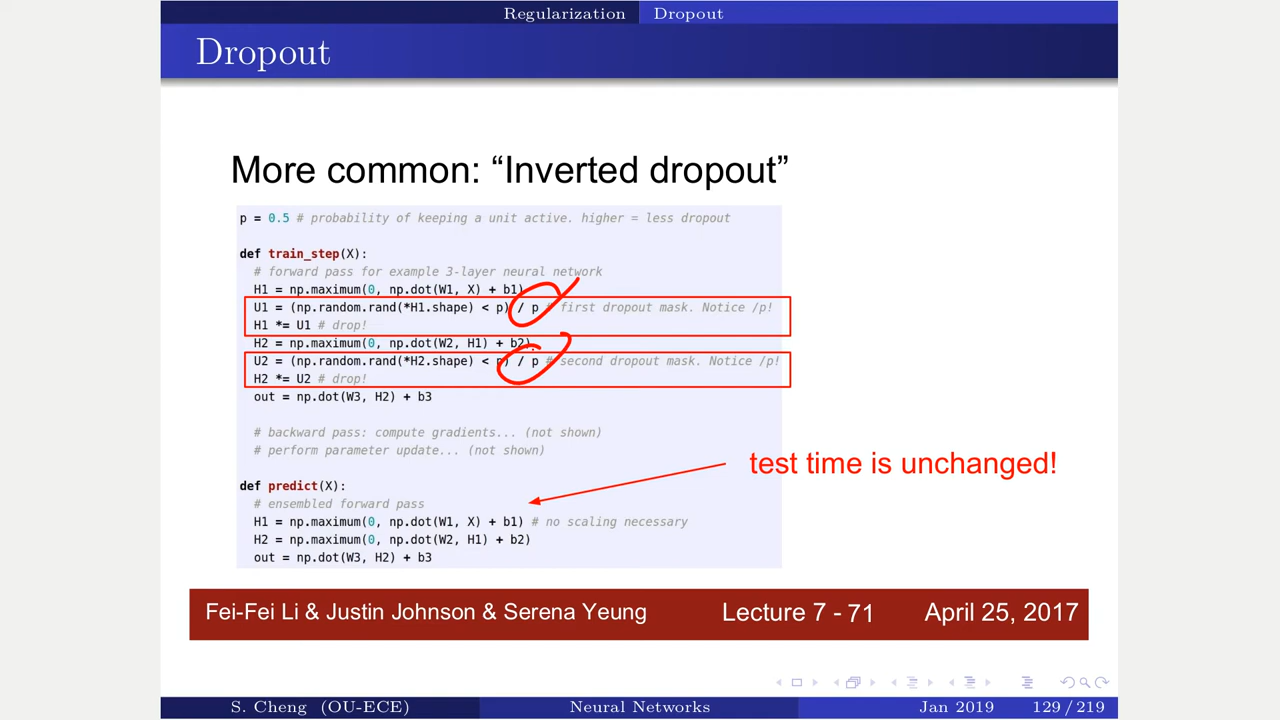 Regularization Dropout
Dropout
More common: “Inverted dropout”
p = 0.5 # probability of keeping a unit active. higher = less dropout
def train_step(X):
# forward pass for example 3-layer neural network
H1 = np.maximum(0, np.dot(W1, X) + b1)
U1 = (np.random.rand(*H1.shape) < p) / p # first dropout mask. Notice /p!
H1 *= U1 # drop!
H2 = np.maximum(0, np.dot(W2, H1) + b2)
U2 = (np.random.rand(*H2.shape) < p) / p # second dropout mask. Notice /p!
H2 *= U2 # drop!
out = np.dot(W3, H2) + b3
# backward pass: compute gradients... (not shown)
# perform parameter update... (not shown)
test time is unchanged!
def predict(X):
# ensembled forward pass
H1 = np.maximum(0, np.dot(W1, X) + b1) # no scaling necessary
H2 = np.maximum(0, np.dot(W2, H1) + b2)
out = np.dot(W3, H2) + b3
Fei-Fei Li & Justin Johnson & Serena Yeung Lecture 7 - 71 April 25, 2017
S. Cheng (OU-ECE) Neural Networks Jan 2019 129 / 219